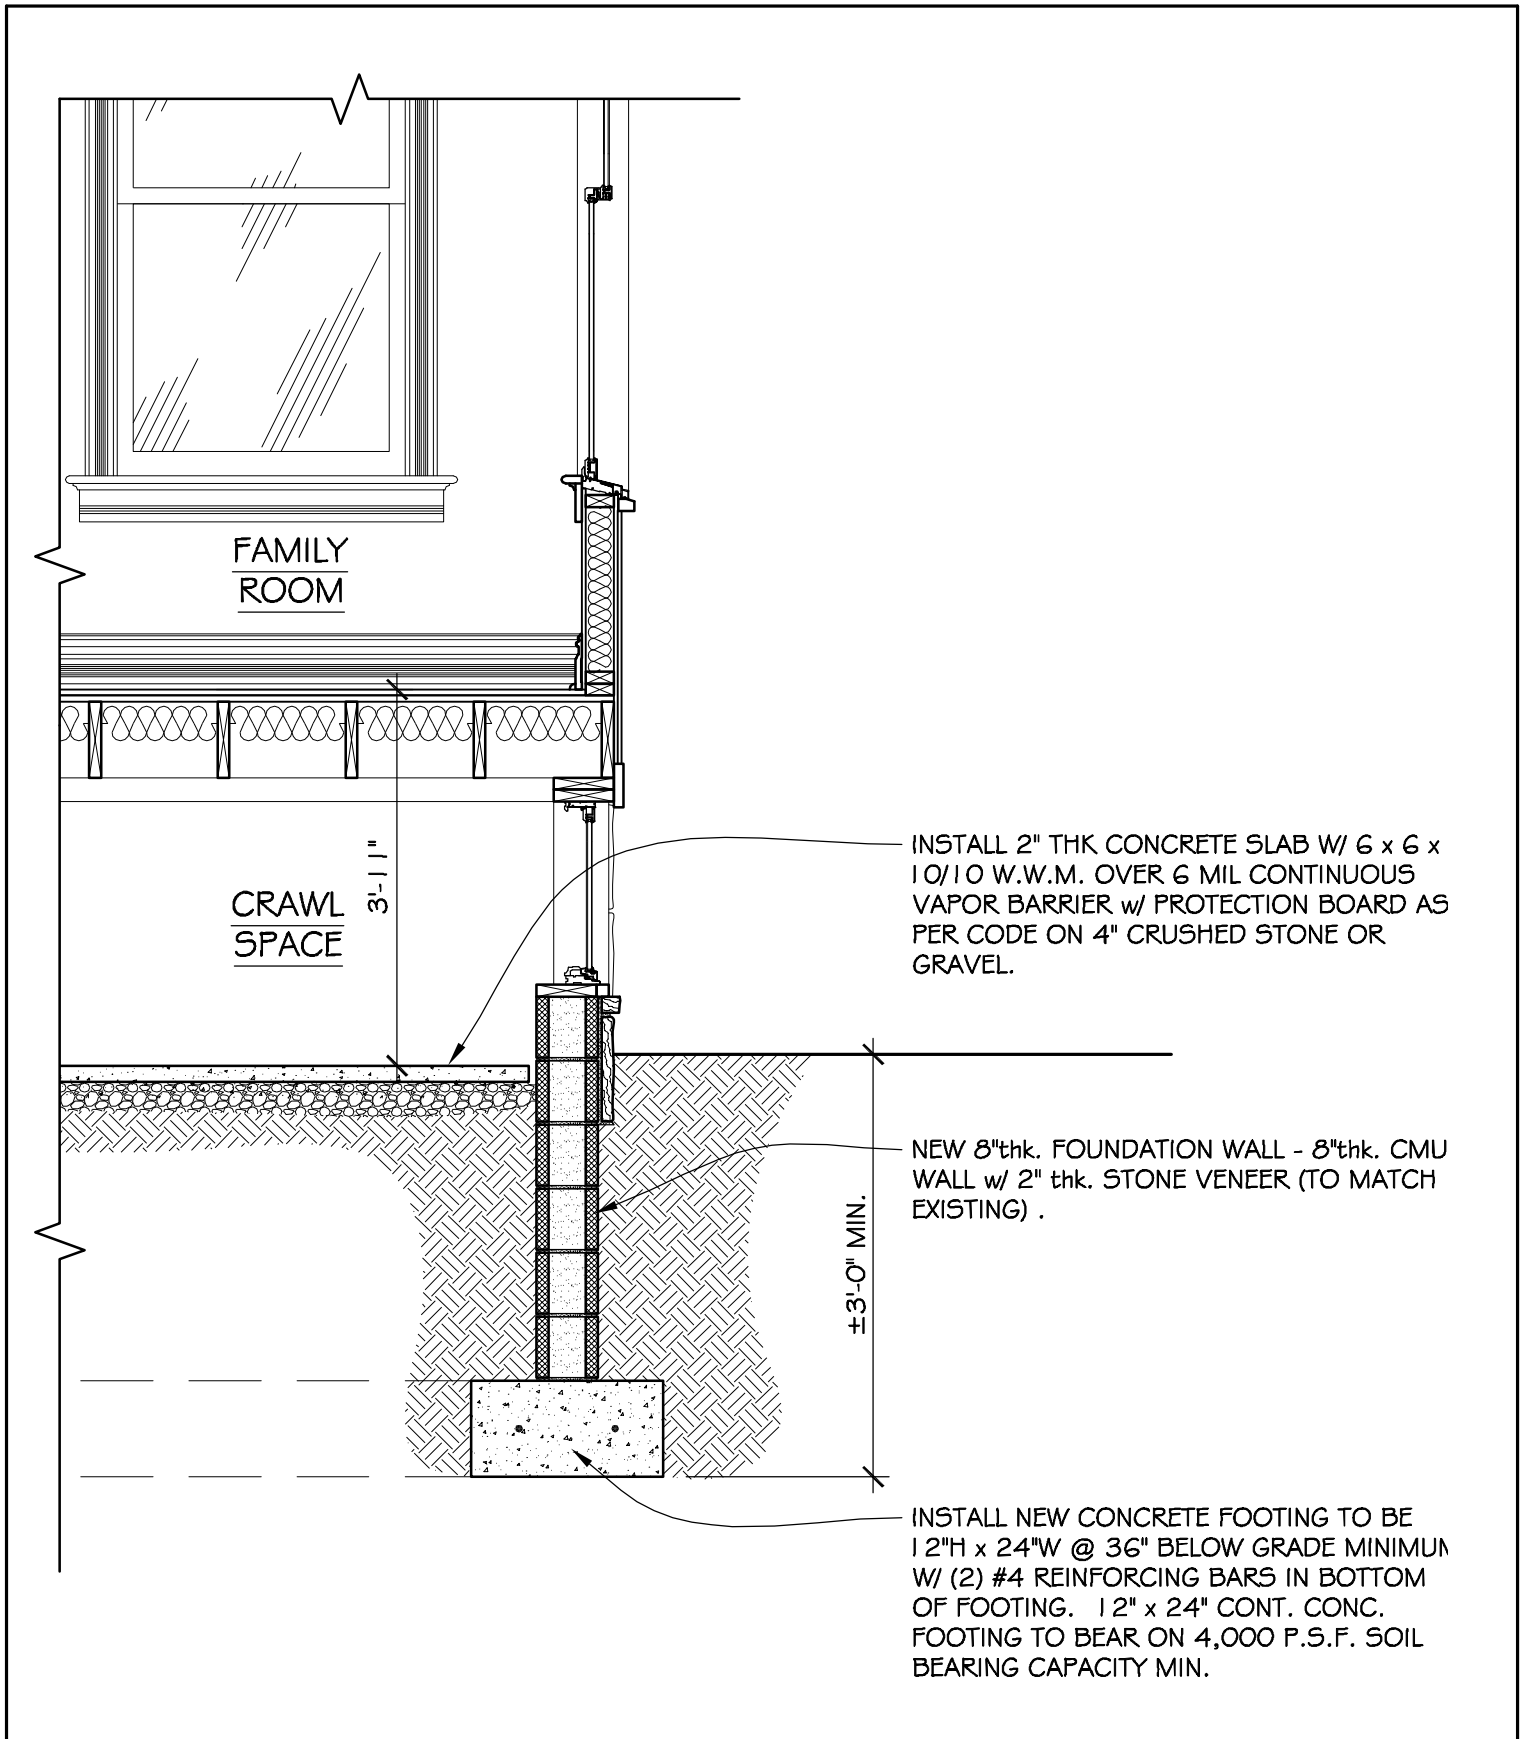 FAMILY
ROOM
CRAWL
SPACE
3'-11"
INSTALL 2" THK CONCRETE SLAB W/ 6 x 6 x
10/10 W.W.M. OVER 6 MIL CONTINUOUS
VAPOR BARRIER w/ PROTECTION BOARD AS
PER CODE ON 4" CRUSHED STONE OR
GRAVEL.
NEW 8"thk. FOUNDATION WALL - 8"thk. CMU
WALL w/ 2" thk. STONE VENEER (TO MATCH
EXISTING) .
±3'-0" MIN.
INSTALL NEW CONCRETE FOOTING TO BE
12"H x 24"W @ 36" BELOW GRADE MINIMUM
W/ (2) #4 REINFORCING BARS IN BOTTOM
OF FOOTING. 12" x 24" CONT. CONC.
FOOTING TO BEAR ON 4,000 P.S.F. SOIL
BEARING CAPACITY MIN.